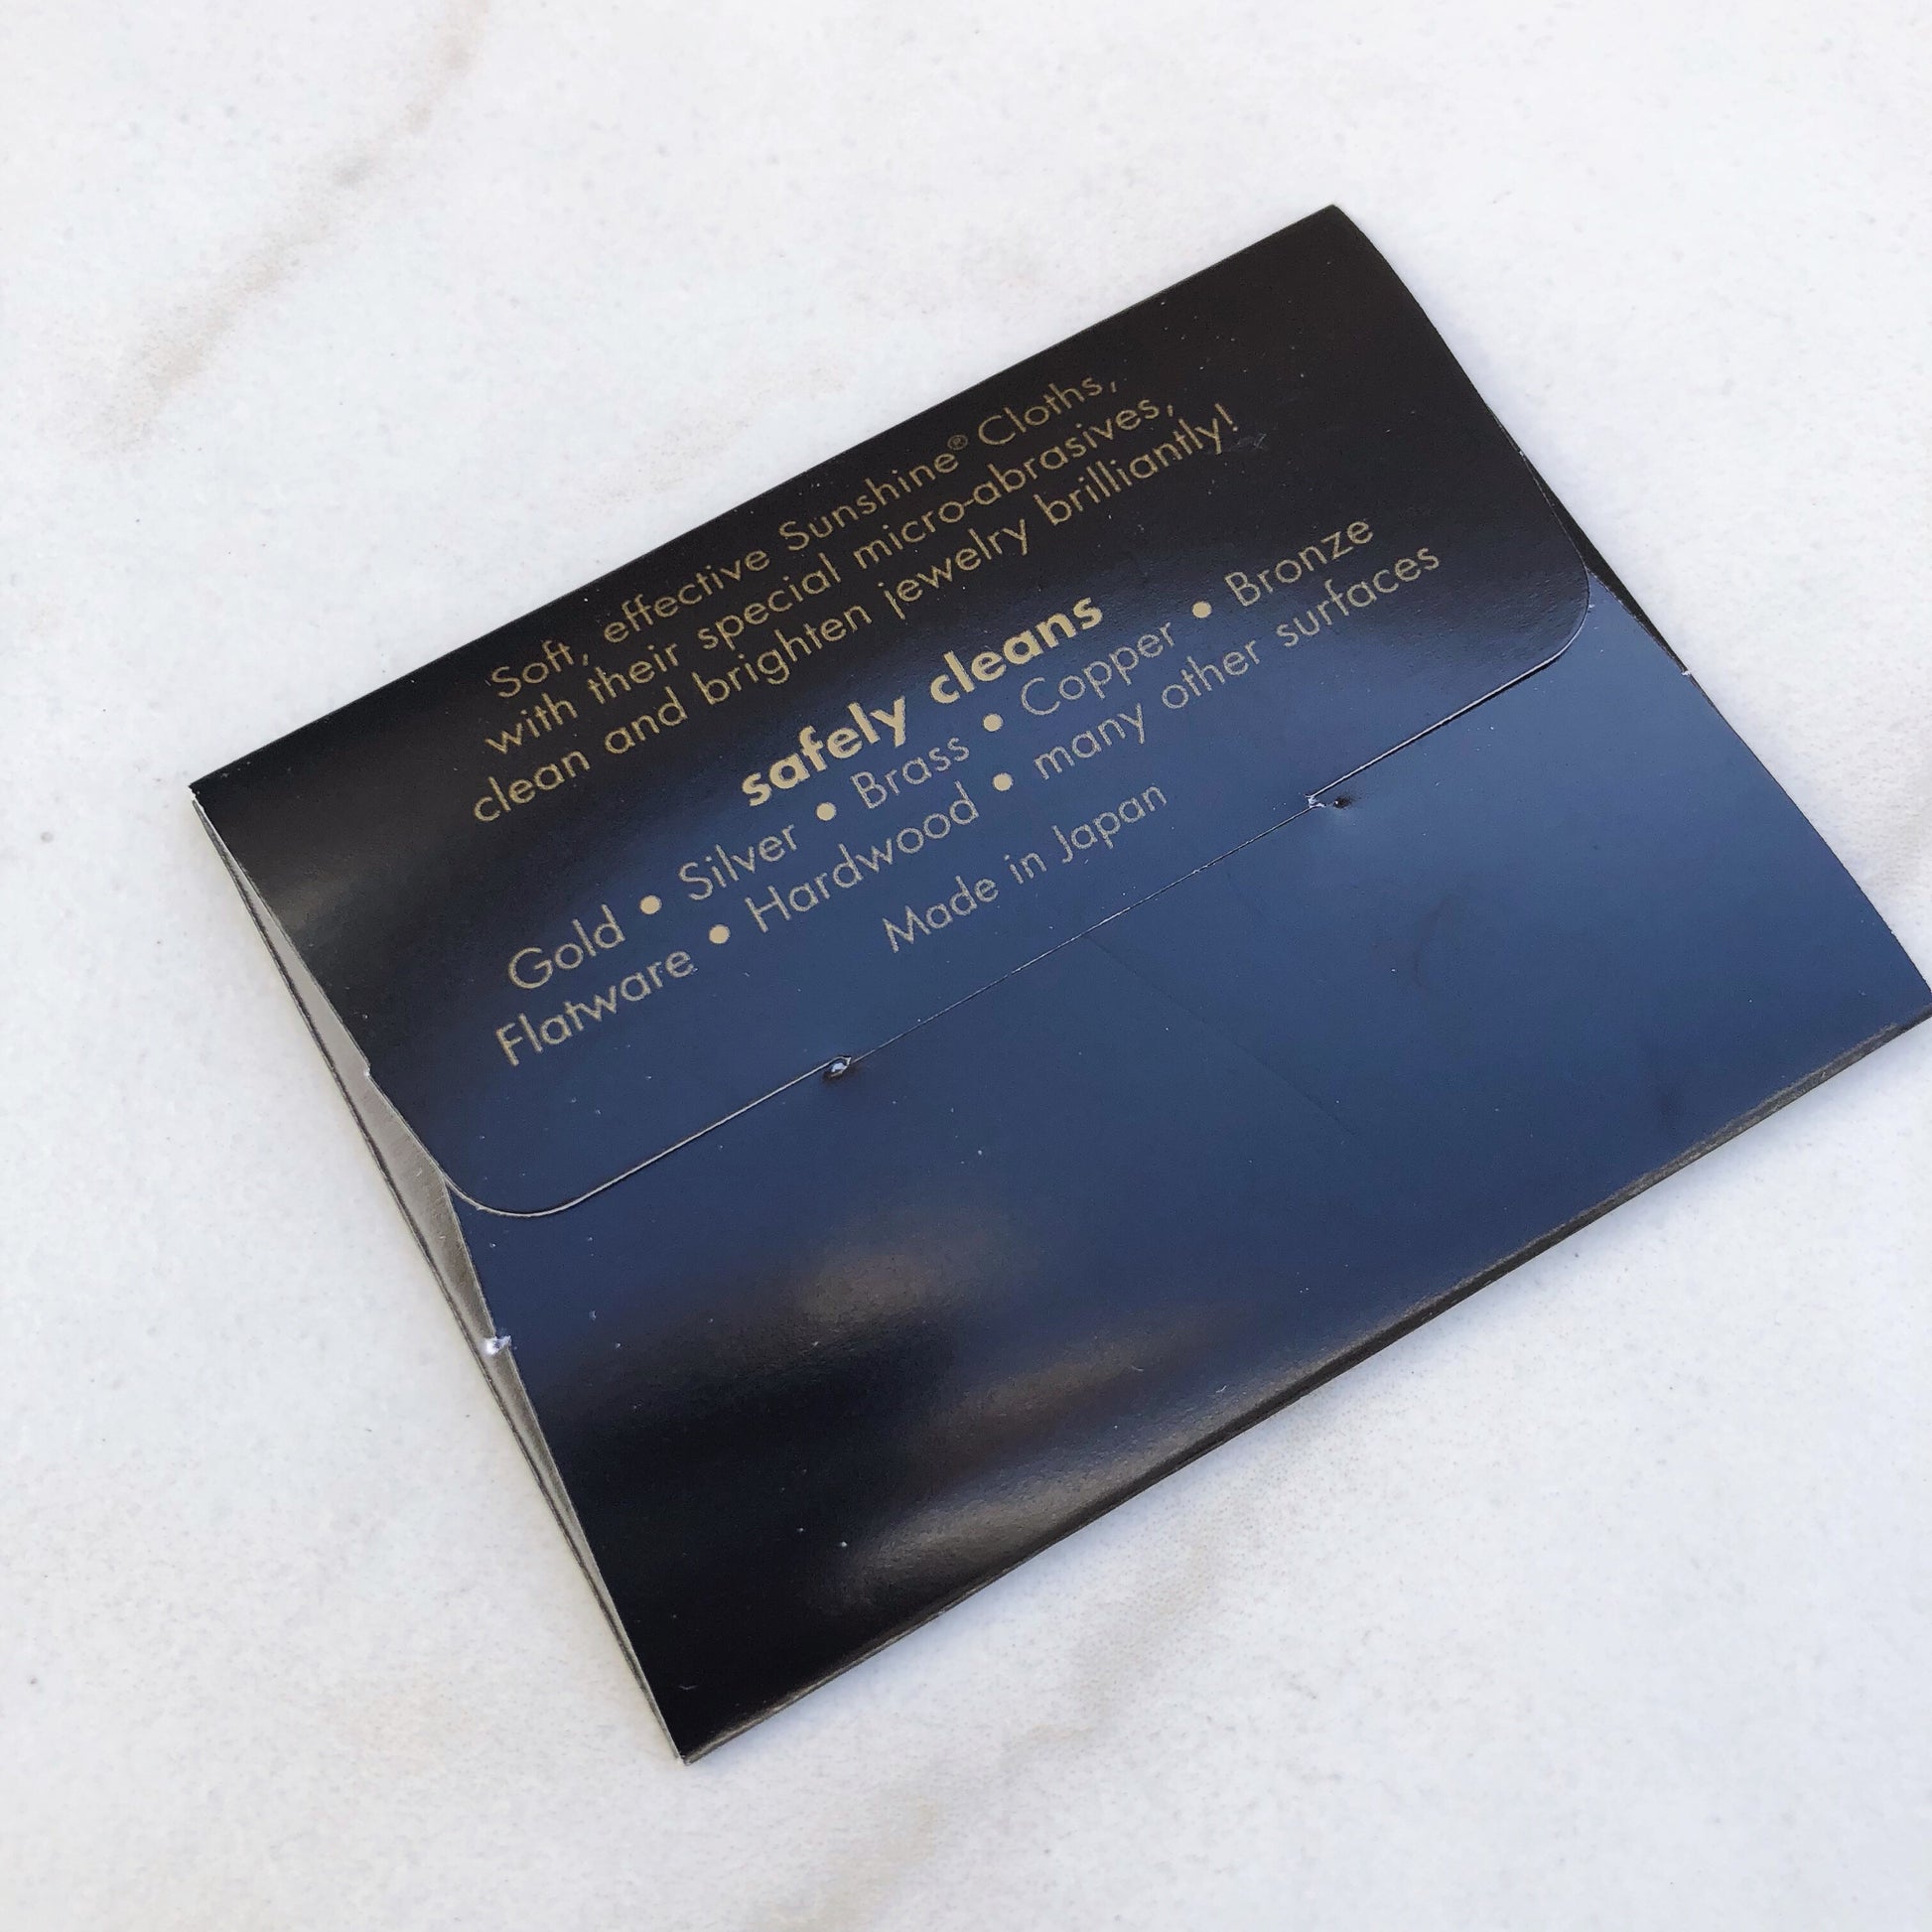 Soft, effective Sunshine® Cloths,
with their special micro-abrasives,
clean and brighten jewelry brilliantly!
safely cleans
Gold • Silver • Brass • Copper • Bronze
Flatware • Hardwood • many other surfaces
Made in Japan